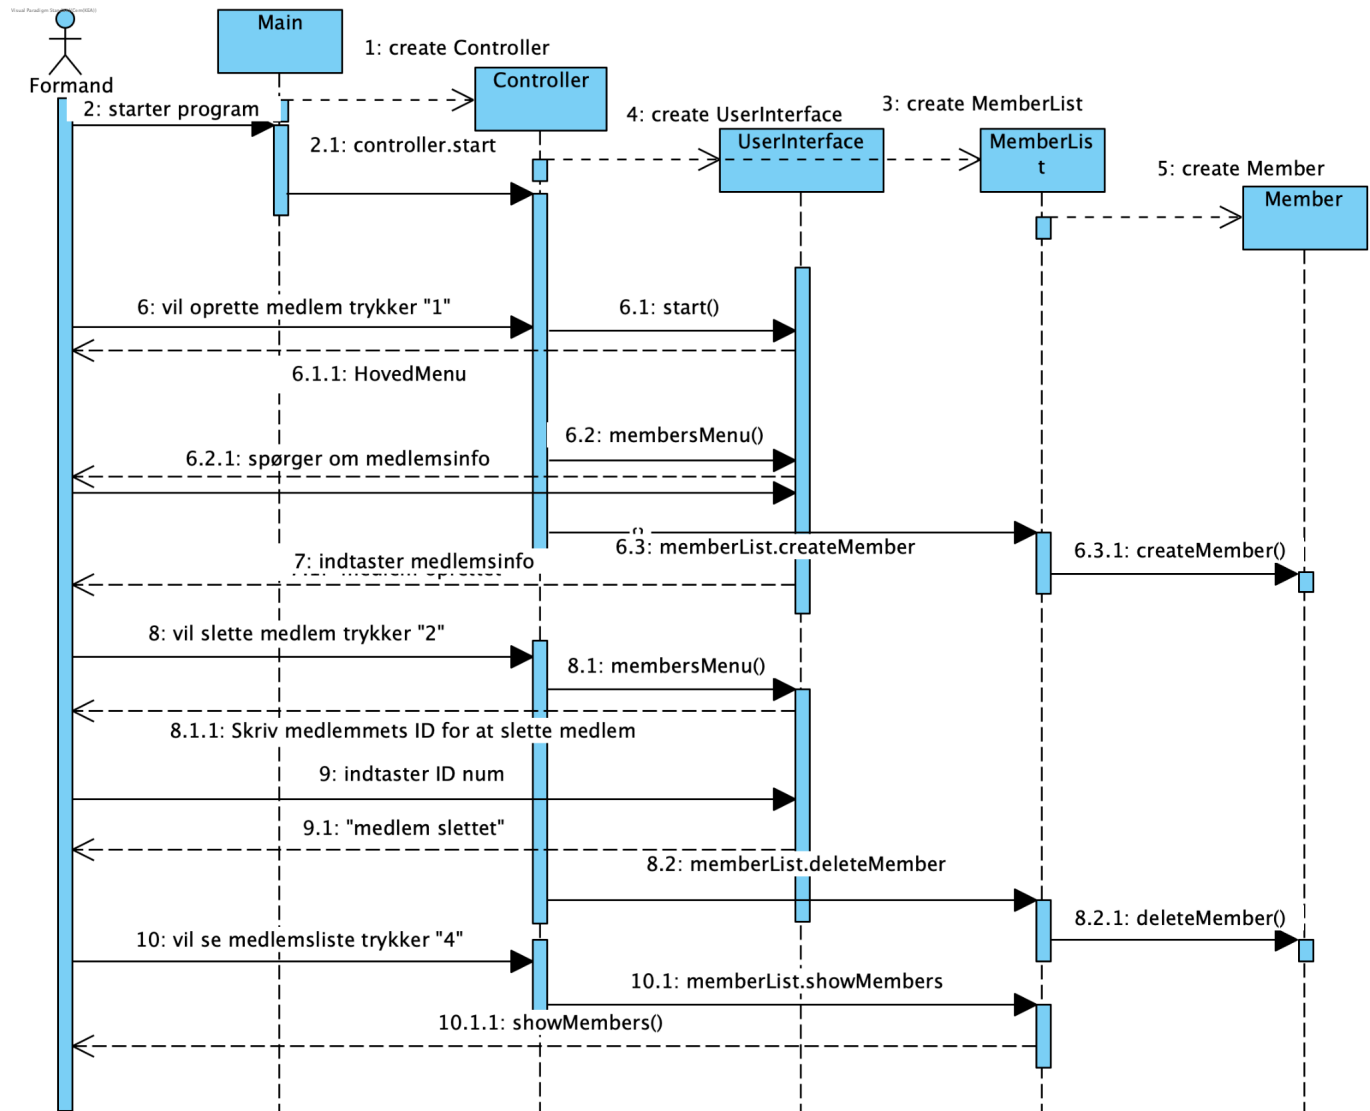 Main
1: create Controller
Formand
Controller
2: starter program
4: create UserInterface
3: create MemberList
2.1: controller.start
UserInterface
MemberLis
t
5: create Member
Member
6: vil oprette medlem trykker "1"
6.1: start()
6.1.1: HovedMenu
6.2: membersMenu()
6.2.1: spørger om medlemsinfo
6.3: memberList.createMember
6.3.1: createMember()
7: indtaster medlemsinfo
8: vil slette medlem trykker "2"
8.1: membersMenu()
8.1.1: Skriv medlemmets ID for at slette medlem
9: indtaster ID num
9.1: "medlem slettet"
8.2: memberList.deleteMember
8.2.1: deleteMember()
10: vil se medlemsliste trykker "4"
10.1: memberList.showMembers
10.1.1: showMembers()